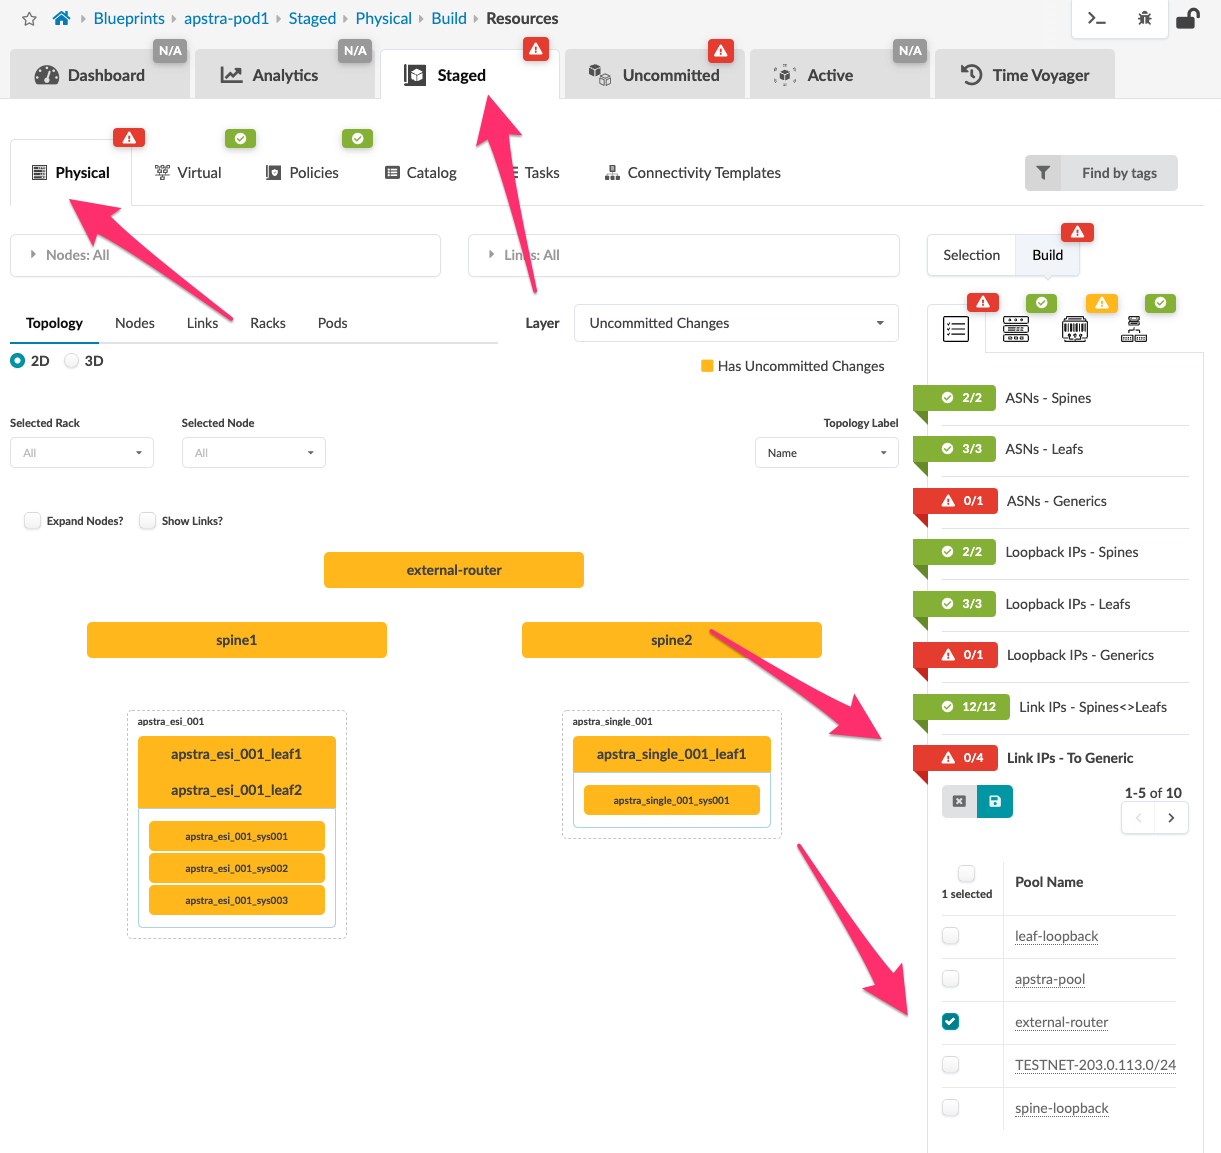 Blueprints › apstra-pod1 › Staged › Physical › Build › Resources
N/A
N/A
N/A
Dashboard
Analytics
Staged
Uncommitted
Active
Time Voyager
Physical
Virtual
Policies
Catalog
Tasks
Connectivity Templates
Find by tags
Nodes: All
Links: All
Selection
Build
Topology
Nodes
Links
Racks
Pods
Layer
Uncommitted Changes
2D
3D
Has Uncommitted Changes
Selected Rack
Selected Node
Topology Label
All
All
Name
Expand Nodes?
Show Links?
external-router
spine1
spine2
apstra_esi_001
apstra_esi_001_leaf1
apstra_esi_001_leaf2
apstra_esi_001_sys001
apstra_esi_001_sys002
apstra_esi_001_sys003
apstra_single_001
apstra_single_001_leaf1
apstra_single_001_sys001
2/2 ASNs - Spines
3/3 ASNs - Leafs
0/1 ASNs - Generics
2/2 Loopback IPs - Spines
3/3 Loopback IPs - Leafs
0/1 Loopback IPs - Generics
12/12 Link IPs - Spines<>Leafs
0/4 Link IPs - To Generic
1-5 of 10
1 selected
Pool Name
leaf-loopback
apstra-pool
external-router
TESTNET-203.0.113.0/24
spine-loopback